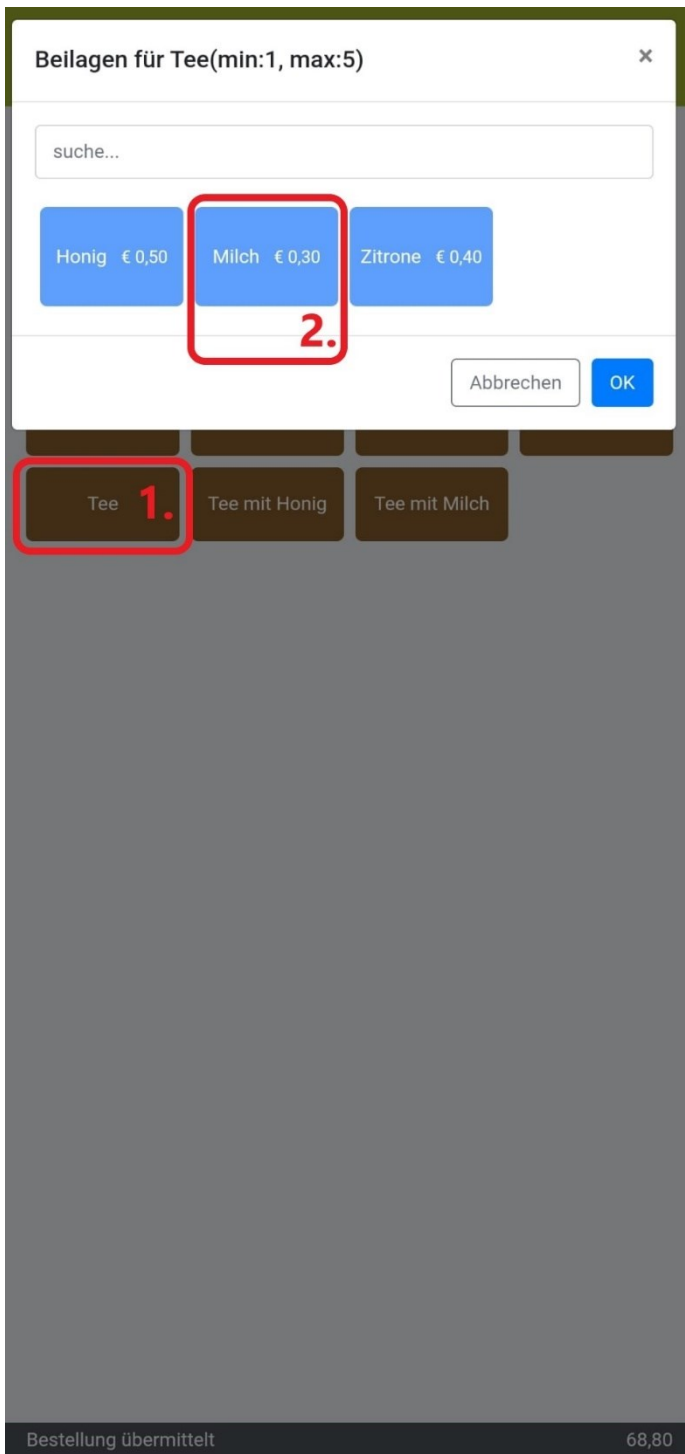 Beilagen für Tee(min:1, max:5) ×
suche...
Honig € 0,50 Milch € 0,30 Zitrone € 0,40
2.
Abbrechen OK
Tee 1. Tee mit Honig Tee mit Milch
Bestellung übermittelt 68,80